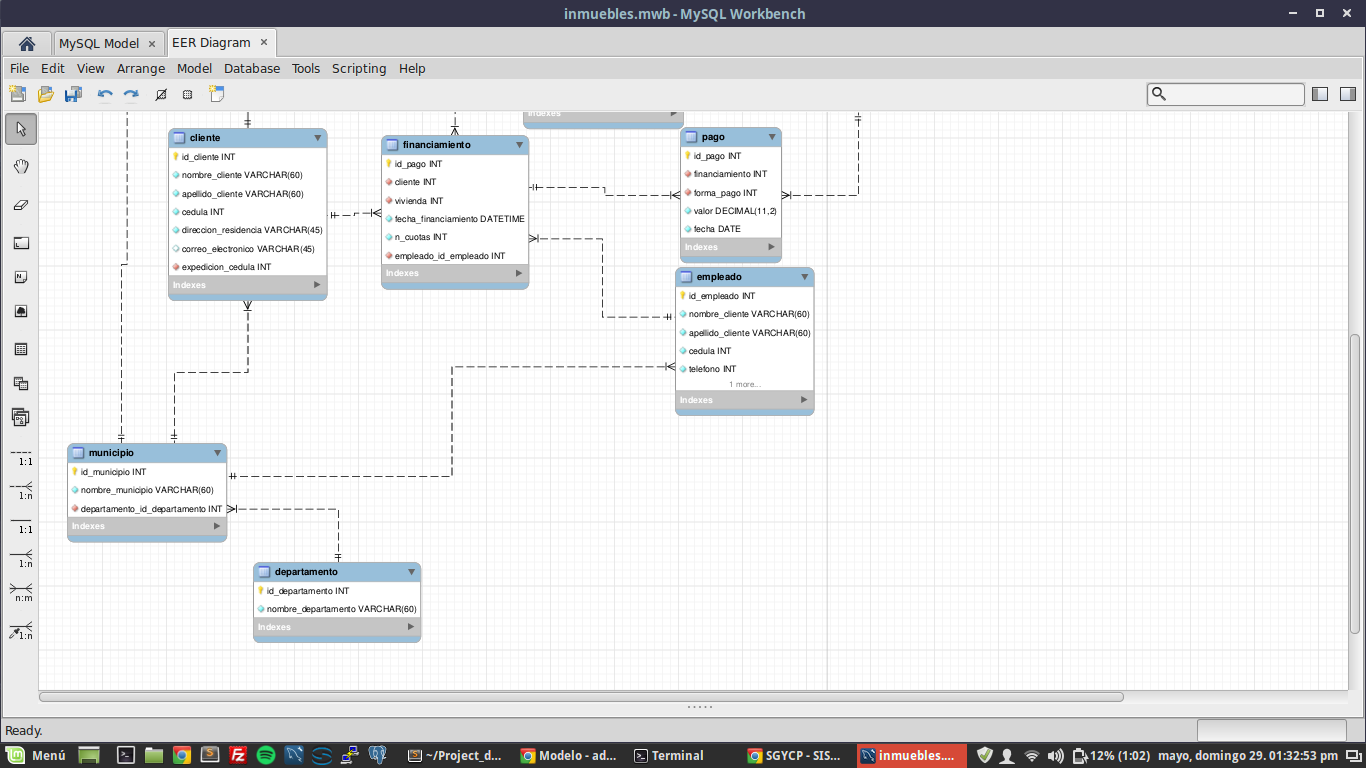 inmuebles.mwb - MySQL Workbench
MySQL Model ×
EER Diagram ×
File Edit View Arrange Model Database Tools Scripting Help
Indexes
cliente
id_cliente INT
nombre_cliente VARCHAR(60)
apellido_cliente VARCHAR(60)
cedula INT
direccion_residencia VARCHAR(45)
correo_electronico VARCHAR(45)
expedicion_cedula INT
Indexes
financiamiento
id_pago INT
cliente INT
vivienda INT
fecha_financiamiento DATETIME
n_cuotas INT
empleado_id_empleado INT
Indexes
pago
id_pago INT
financiamiento INT
forma_pago INT
valor DECIMAL(11,2)
fecha DATE
Indexes
empleado
id_empleado INT
nombre_cliente VARCHAR(60)
apellido_cliente VARCHAR(60)
cedula INT
telefono INT
1 more...
Indexes
municipio
id_municipio INT
nombre_municipio VARCHAR(60)
departamento_id_departamento INT
Indexes
departamento
id_departamento INT
nombre_departamento VARCHAR(60)
Indexes
1:1
1:n
1:1
1:n
n:m
1:n
Ready.
Menú
~/Project_d...
Modelo - ad...
Terminal
SGYCP - SIS...
inmuebles....
12% (1:02) mayo, domingo 29. 01:32:53 pm